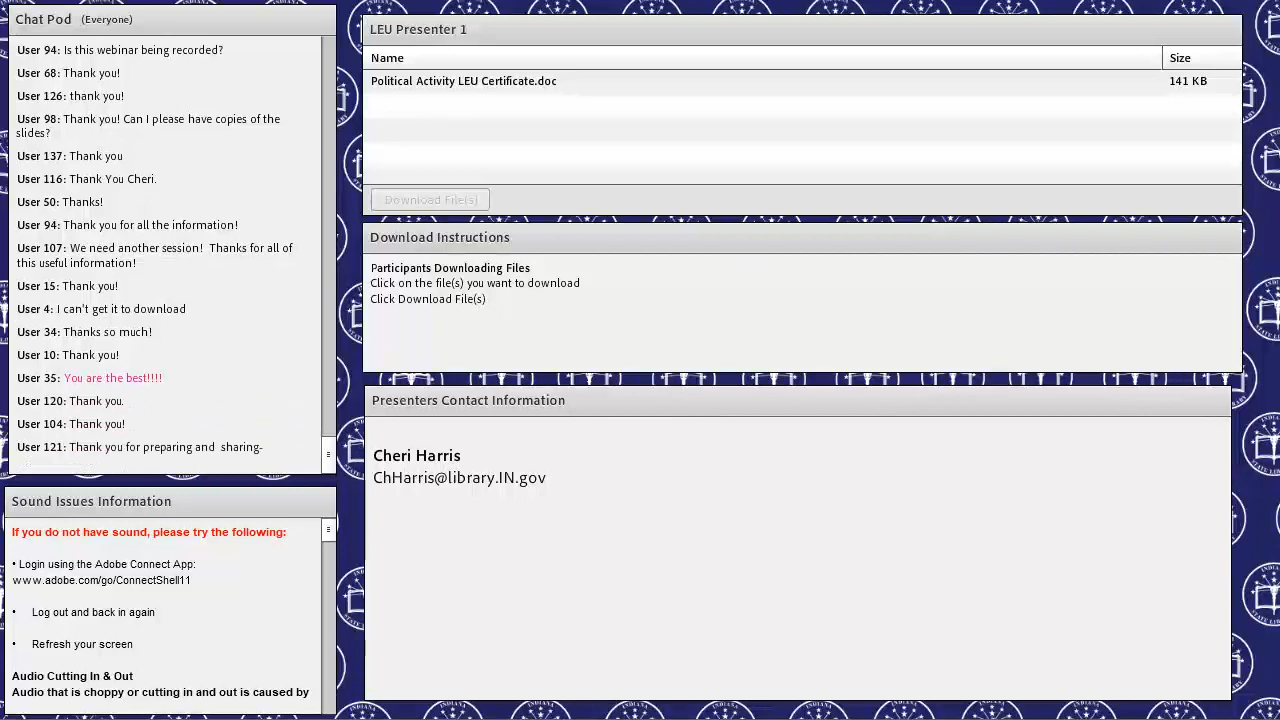 Chat Pod (Everyone)
User 94: Is this webinar being recorded?
User 68: Thank you!
User 126: thank you!
User 98: Thank you! Can I please have copies of the
slides?
User 137: Thank you
User 116: Thank You Cheri.
User 50: Thanks!
User 94: Thank you for all the information!
User 107: We need another session!  Thanks for all of
this useful information!
User 15: Thank you!
User 4: I can't get it to download
User 34: Thanks so much!
User 10: Thank you!
User 35: You are the best!!!!
User 120: Thank you.
User 104: Thank you!
User 121: Thank you for preparing and  sharing-
Sound Issues Information
If you do not have sound, please try the following:
• Login using the Adobe Connect App:
www.adobe.com/go/ConnectShell11
• Log out and back in again
• Refresh your screen
Audio Cutting In & Out
Audio that is choppy or cutting in and out is caused by
LEU Presenter 1
Name Size
Political Activity LEU Certificate.doc 141 KB
Download File(s)
Download Instructions
Participants Downloading Files
Click on the file(s) you want to download
Click Download File(s)
Presenters Contact Information
Cheri Harris
ChHarris@library.IN.gov